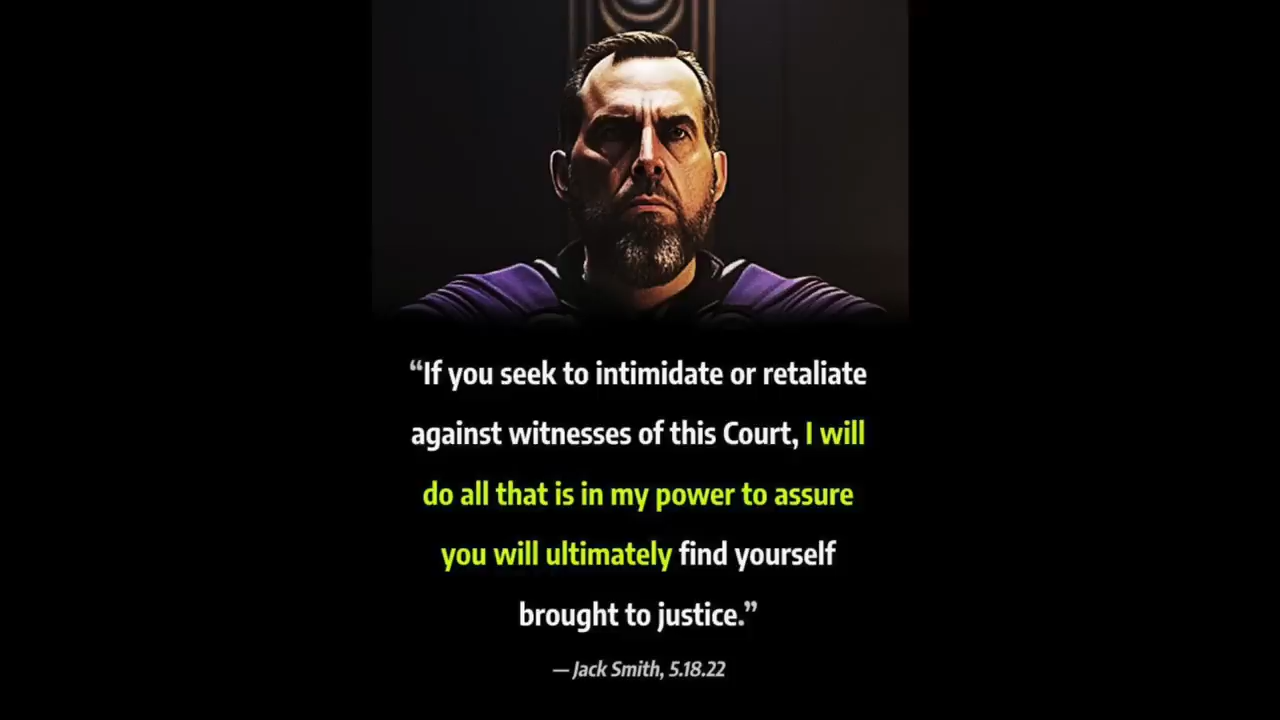 “If you seek to intimidate or retaliate
against witnesses of this Court, I will
do all that is in my power to assure
you will ultimately find yourself
brought to justice.”
— Jack Smith, 5.18.22